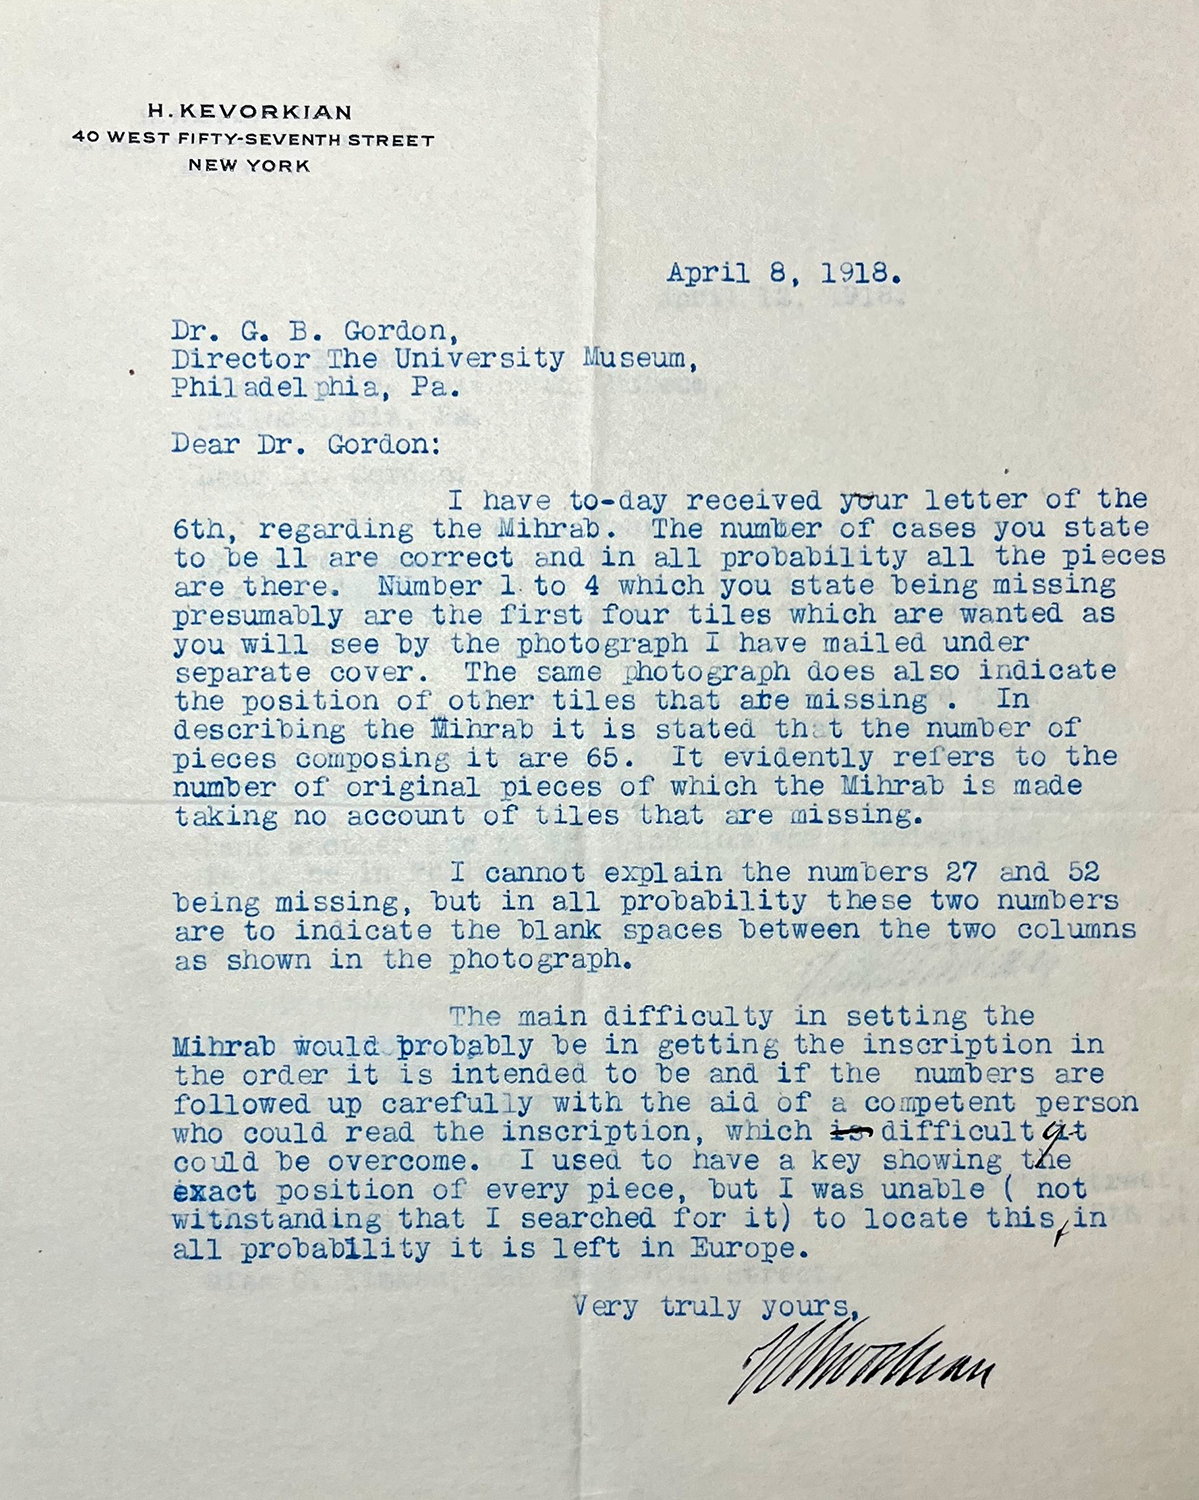 H. KEVORKIAN
40 WEST FIFTY-SEVENTH STREET
NEW YORK
April 8, 1918.
Dr. G. B. Gordon,
Director The University Museum,
Philadelphia, Pa.
Dear Dr. Gordon:
I have to-day received your letter of the
6th, regarding the Mihrab. The number of cases you state
to be 11 are correct and in all probability all the pieces
are there. Number 1 to 4 which you state being missing
presumably are the first four tiles which are wanted as
you will see by the photograph I have mailed under
separate cover. The same photograph does also indicate
the position of other tiles that are missing . In
describing the Mihrab it is stated that the number of
pieces composing it are 65. It evidently refers to the
number of original pieces of which the Mihrab is made
taking no account of tiles that are missing.
I cannot explain the numbers 27 and 52
being missing, but in all probability these two numbers
are to indicate the blank spaces between the two columns
as shown in the photograph.
The main difficulty in setting the
Mihrab would probably be in getting the inscription in
the order it is intended to be and if the numbers are
followed up carefully with the aid of a competent person
who could read the inscription, which is difficult it
could be overcome. I used to have a key showing the
exact position of every piece, but I was unable ( not
withstanding that I searched for it) to locate this, in
all probability it is left in Europe.
Very truly yours,
H Kevorkian